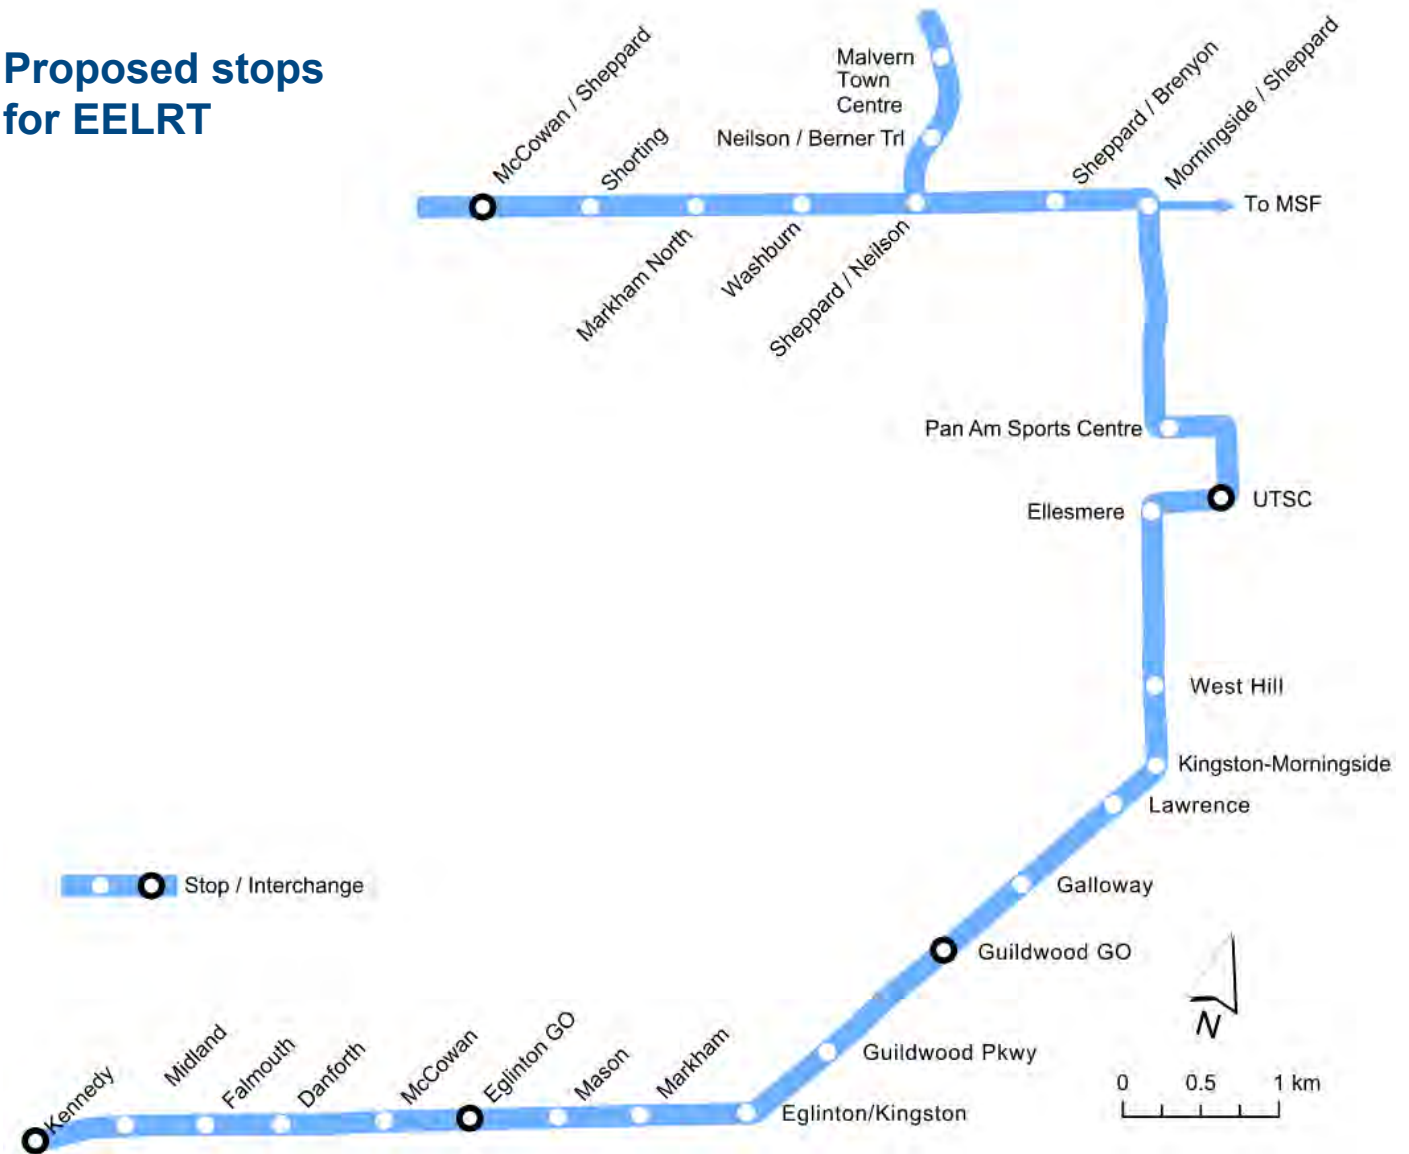 Proposed stops
for EELRT
McCowan / Sheppard
Shorting
Markham North
Washburn
Sheppard / Neilson
Malvern
Town
Centre
Neilson / Berner Trl
Sheppard / Brenyon
Morningside / Sheppard
To MSF
Pan Am Sports Centre
UTSC
Ellesmere
West Hill
Kingston-Morningside
Lawrence
Galloway
Guildwood GO
Guildwood Pkwy
Eglinton/Kingston
Stop / Interchange
Kennedy
Midland
Falmouth
Danforth
McCowan
Eglinton GO
Mason
Markham
N
0 0.5 1 km